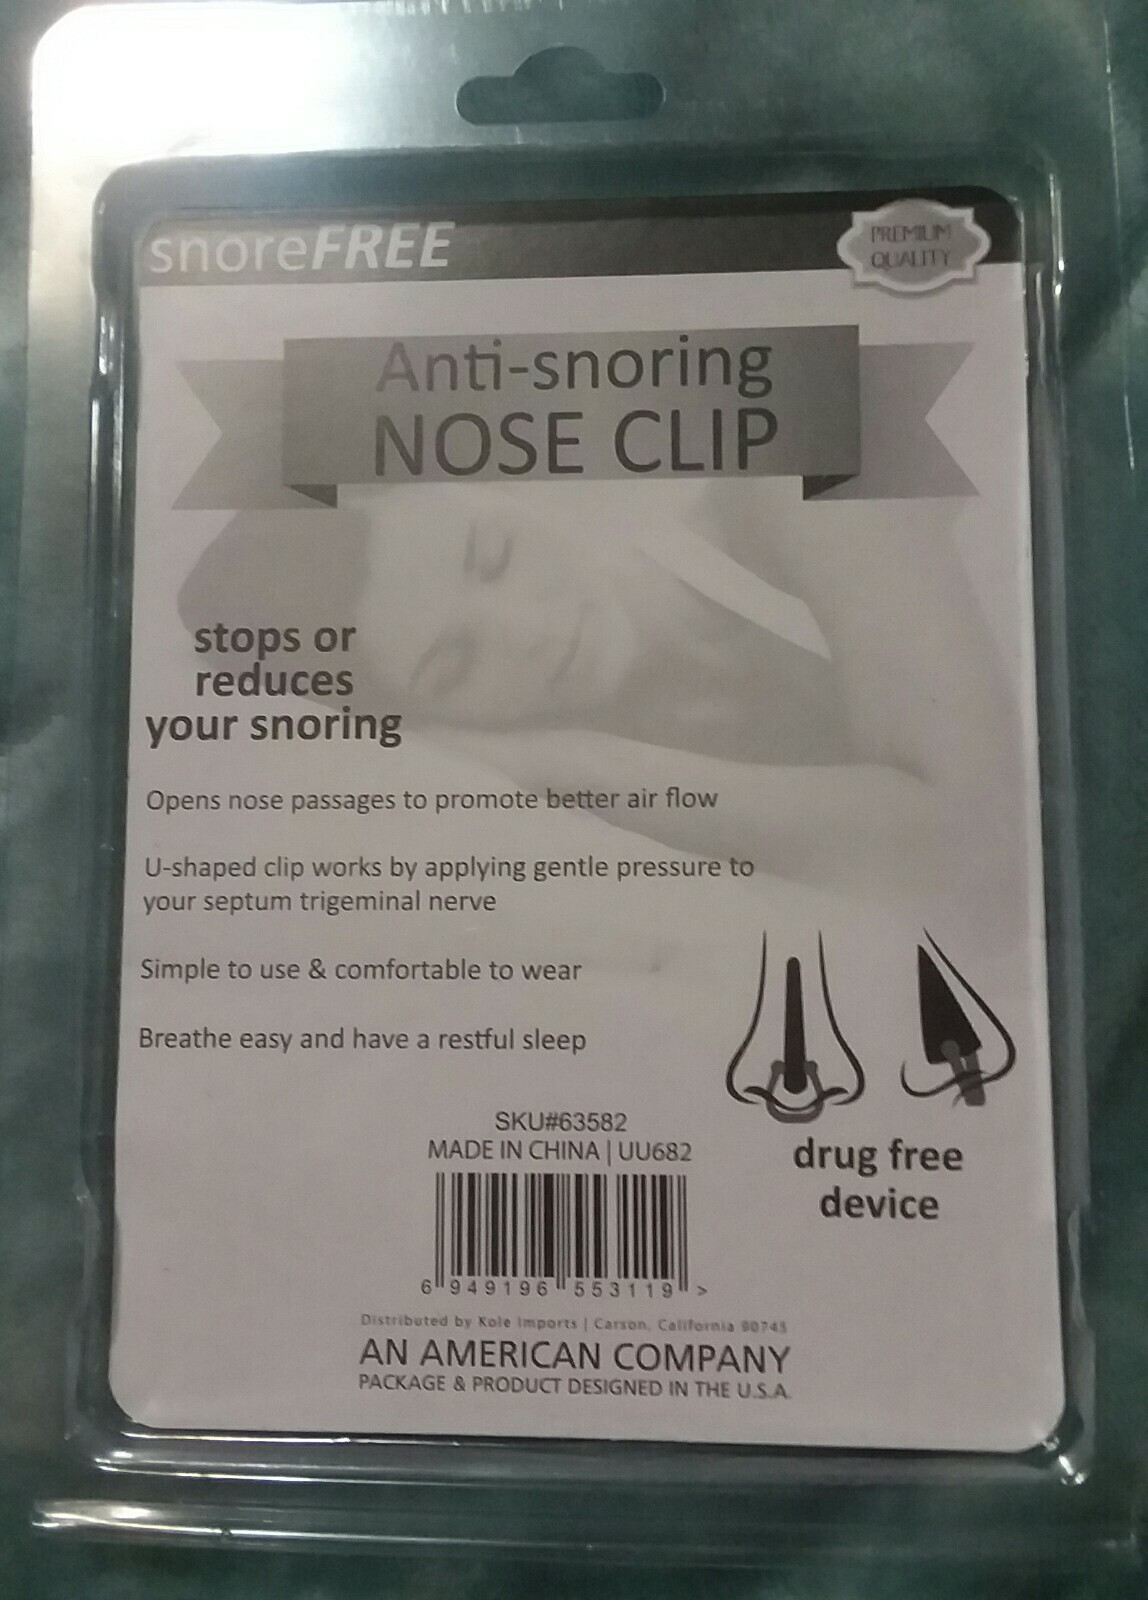 snoreFREE
PREMIUM
QUALITY
Anti-snoring
NOSE CLIP
stops or
reduces
your snoring
Opens nose passages to promote better air flow
U-shaped clip works by applying gentle pressure to
your septum trigeminal nerve
Simple to use & comfortable to wear
Breathe easy and have a restful sleep
drug free
device
SKU#63582
MADE IN CHINA | UU682
6 949196 553119 >
Distributed by Kole Imports | Carson, California 90745
AN AMERICAN COMPANY
PACKAGE & PRODUCT DESIGNED IN THE U.S.A.